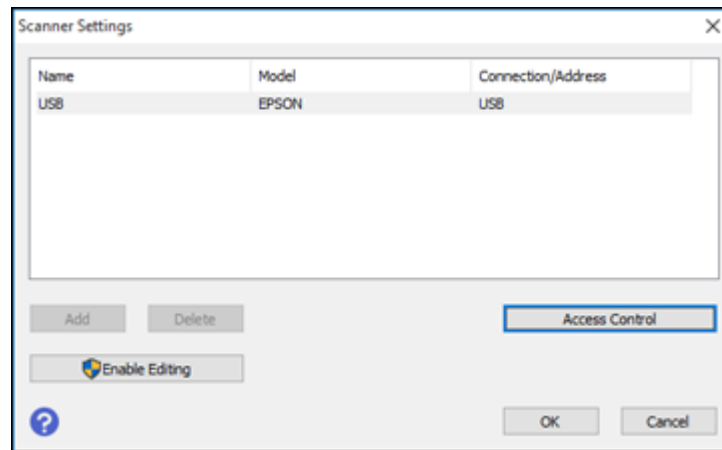 Scanner Settings
Name Model Connection/Address
USB EPSON USB
Add Delete Access Control
Enable Editing
OK Cancel